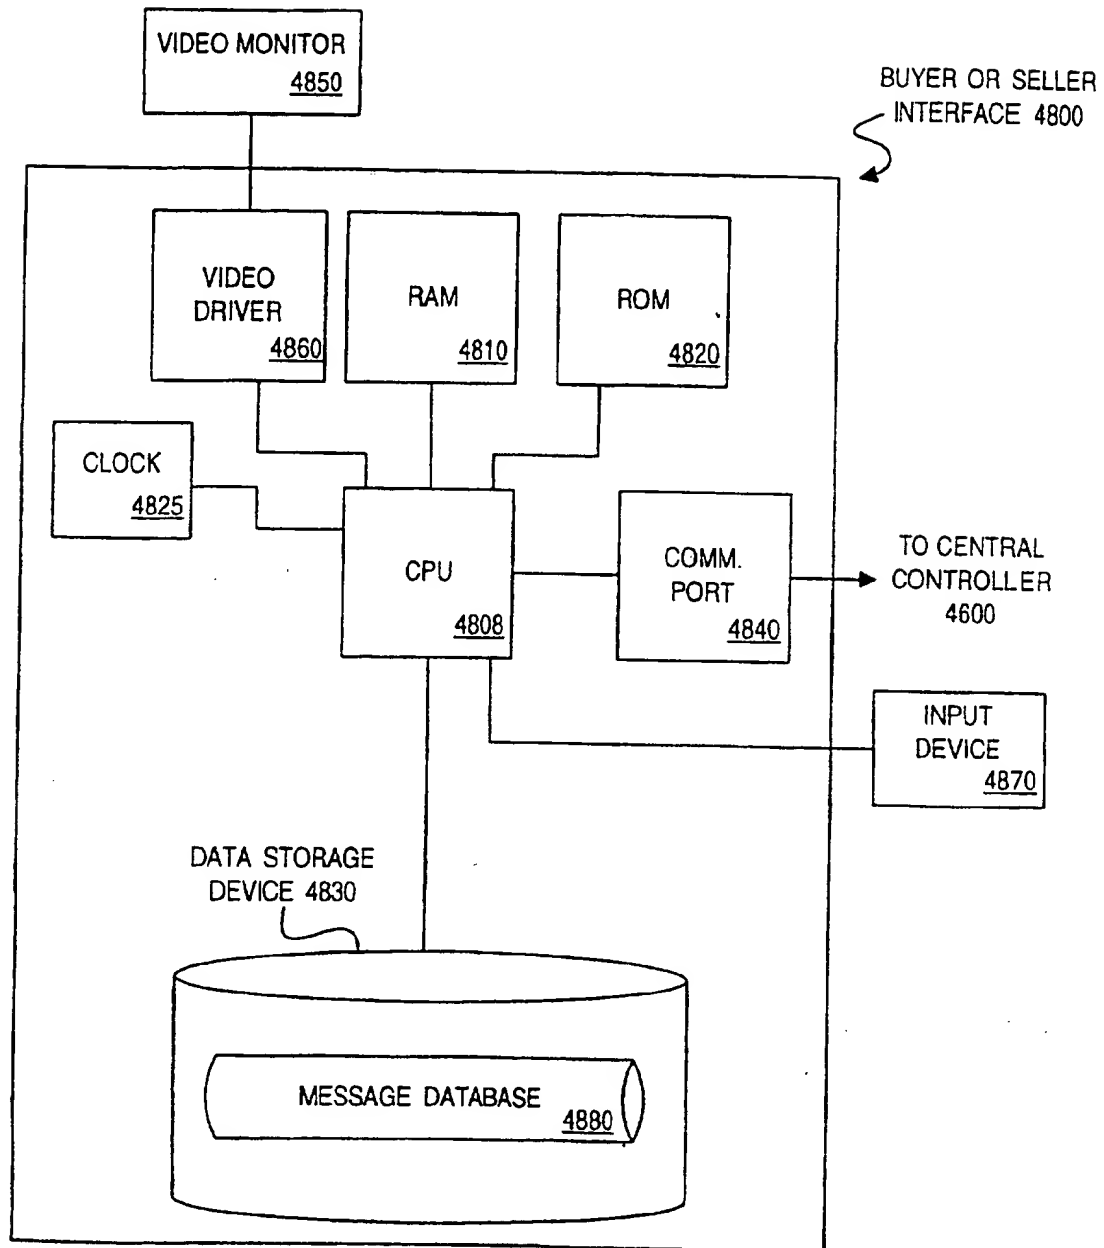 VIDEO MONITOR
4850
BUYER OR SELLER
INTERFACE 4800
VIDEO
DRIVER
4860
RAM
4810
ROM
4820
CLOCK
4825
CPU
4808
COMM.
PORT
4840
TO CENTRAL
CONTROLLER
4600
INPUT
DEVICE
4870
DATA STORAGE
DEVICE 4830
MESSAGE DATABASE
4880